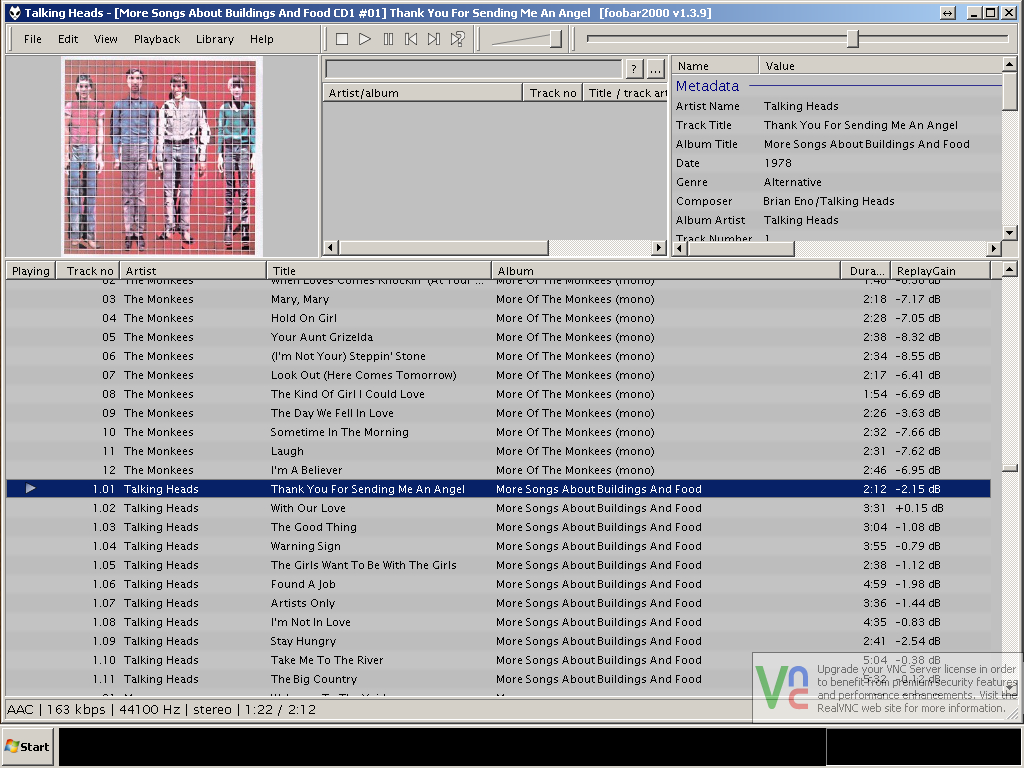 Talking Heads - [More Songs About Buildings And Food CD1 #01] Thank You For Sending Me An Angel [foobar2000 v1.3.9]
File Edit View Playback Library Help
? ...
Artist/album Track no Title / track art
Name Value
Metadata
Artist Name Talking Heads
Track Title Thank You For Sending Me An Angel
Album Title More Songs About Buildings And Food
Date 1978
Genre Alternative
Composer Brian Eno/Talking Heads
Album Artist Talking Heads
Track Number 1
Playing Track no Artist Title Album Dura... ReplayGain
02 The Monkees When Loves Comes Knockin' (At Your ... More Of The Monkees (mono)
03 The Monkees Mary, Mary More Of The Monkees (mono) 2:18 -7.17 dB
04 The Monkees Hold On Girl More Of The Monkees (mono) 2:28 -7.05 dB
05 The Monkees Your Aunt Grizelda More Of The Monkees (mono) 2:38 -8.32 dB
06 The Monkees (I'm Not Your) Steppin' Stone More Of The Monkees (mono) 2:34 -8.55 dB
07 The Monkees Look Out (Here Comes Tomorrow) More Of The Monkees (mono) 2:17 -6.41 dB
08 The Monkees The Kind Of Girl I Could Love More Of The Monkees (mono) 1:54 -6.69 dB
09 The Monkees The Day We Fell In Love More Of The Monkees (mono) 2:26 -3.63 dB
10 The Monkees Sometime In The Morning More Of The Monkees (mono) 2:32 -7.66 dB
11 The Monkees Laugh More Of The Monkees (mono) 2:31 -7.62 dB
12 The Monkees I'm A Believer More Of The Monkees (mono) 2:46 -6.95 dB
1.01 Talking Heads Thank You For Sending Me An Angel More Songs About Buildings And Food 2:12 -2.15 dB
1.02 Talking Heads With Our Love More Songs About Buildings And Food 3:31 +0.15 dB
1.03 Talking Heads The Good Thing More Songs About Buildings And Food 3:04 -1.08 dB
1.04 Talking Heads Warning Sign More Songs About Buildings And Food 3:55 -0.79 dB
1.05 Talking Heads The Girls Want To Be With The Girls More Songs About Buildings And Food 2:38 -1.12 dB
1.06 Talking Heads Found A Job More Songs About Buildings And Food 4:59 -1.98 dB
1.07 Talking Heads Artists Only More Songs About Buildings And Food 3:36 -1.44 dB
1.08 Talking Heads I'm Not In Love More Songs About Buildings And Food 4:35 -0.83 dB
1.09 Talking Heads Stay Hungry More Songs About Buildings And Food 2:41 -2.54 dB
1.10 Talking Heads Take Me To The River More Songs About Buildings And Food 5:04 -0.38 dB
1.11 Talking Heads The Big Country More Songs About Buildings And Food 5:32 -0.12 dB
Vnc
Upgrade your VNC Server license in order
to benefit from premium security features
and performance enhancements. Visit the
RealVNC web site for more information.
AAC | 163 kbps | 44100 Hz | stereo | 1:22 / 2:12
Start